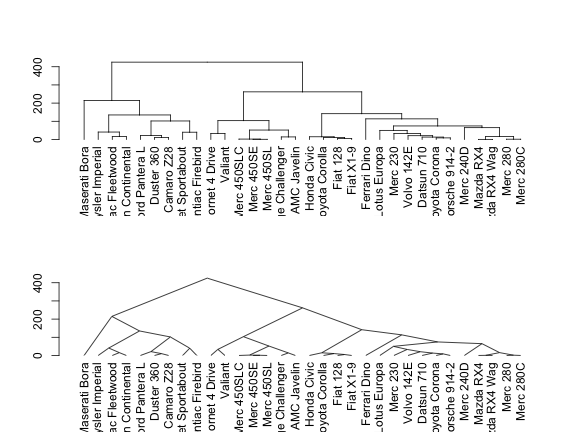 400
200
0
Maserati Bora
ysler Imperial
ac Fleetwood
n Continental
ord Pantera L
Duster 360
Camaro Z28
et Sportabout
ntiac Firebird
ornet 4 Drive
Valiant
Merc 450SLC
Merc 450SE
Merc 450SL
e Challenger
AMC Javelin
Honda Civic
oyota Corolla
Fiat 128
Fiat X1-9
Ferrari Dino
Lotus Europa
Merc 230
Volvo 142E
Datsun 710
oyota Corona
orsche 914-2
Merc 240D
Mazda RX4
da RX4 Wag
Merc 280
Merc 280C
400
200
0
Maserati Bora
ysler Imperial
ac Fleetwood
n Continental
ord Pantera L
Duster 360
Camaro Z28
et Sportabout
ntiac Firebird
ornet 4 Drive
Valiant
Merc 450SLC
Merc 450SE
Merc 450SL
e Challenger
AMC Javelin
Honda Civic
oyota Corolla
Fiat 128
Fiat X1-9
Ferrari Dino
Lotus Europa
Merc 230
Volvo 142E
Datsun 710
oyota Corona
orsche 914-2
Merc 240D
Mazda RX4
da RX4 Wag
Merc 280
Merc 280C